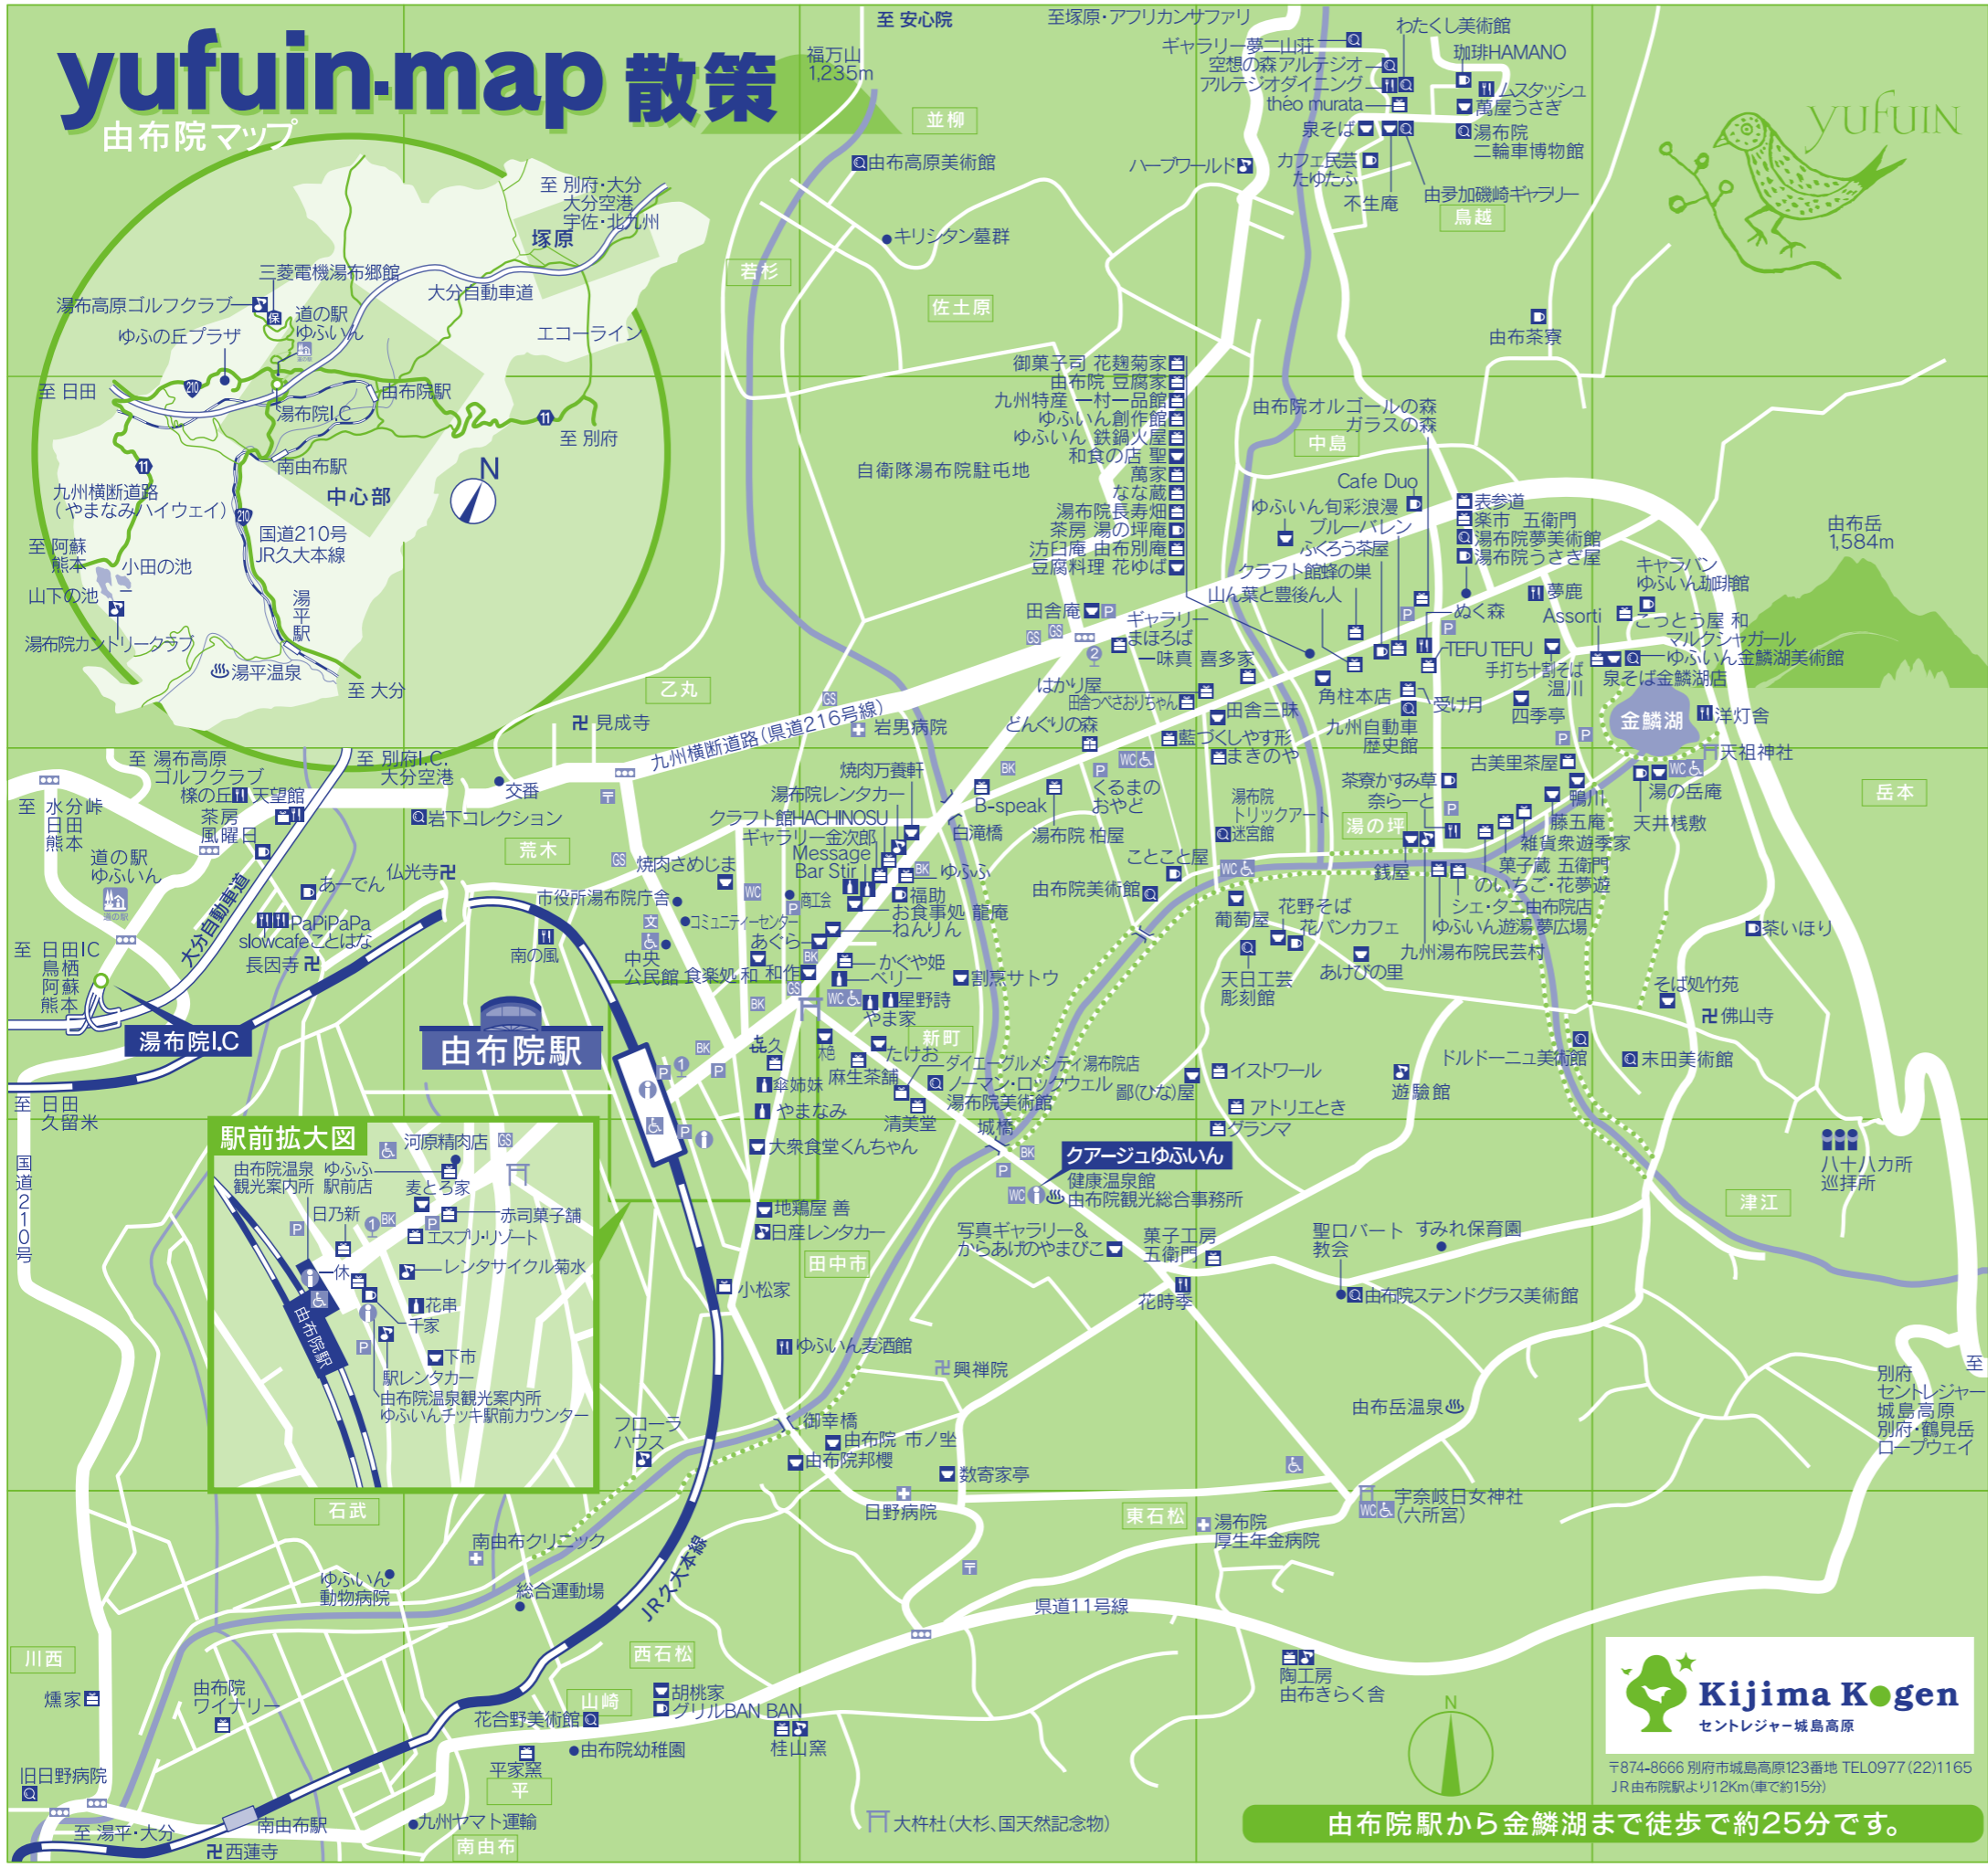 yufuin・map 散策
由布院マップ
YUFUIN
至 安心院
至塚原・アフリカンサファリ
福万山
1,235m
並柳
由布高原美術館
キリシタン墓群
若杉
佐土原
わたくし美術館
ギャラリー夢二山荘
空想の森アルテジオ
アルテジオダイニング
théo murata
珈琲HAMANO
ムスタッシュ
萬屋うさぎ
湯布院
二輪車博物館
泉そば
ハーブワールド
カフェ民芸
たゆたふ
不生庵
由夛加磯崎ギャラリー
鳥越
由布茶寮
至 別府・大分
大分空港
宇佐・北九州
塚原
三菱電機湯布郷館
大分自動車道
湯布高原ゴルフクラブ
保
道の駅
ゆふいん
ゆふの丘プラザ
エコーライン
至 日田
210
由布院駅
湯布院I.C
11
至 別府
南由布駅
11
中心部
N
九州横断道路
(やまなみハイウェイ)
210
国道210号
JR久大本線
至 阿蘇
熊本
小田の池
山下の池
湯平駅
湯布院カントリークラブ
湯平温泉
至 大分
御菓子司 花麹菊家
由布院 豆腐家
九州特産 一村一品館
ゆふいん創作館
ゆふいん 鉄鍋火屋
和食の店 聖
萬家
なな蔵
湯布院長寿畑
茶房 湯の坪庵
涝臼庵 由布別庵
豆腐料理 花ゆば
自衛隊湯布院駐屯地
由布院オルゴールの森
ガラスの森
中島
Cafe Duo
ゆふいん旬彩浪漫
ブルーバレン
ふくろう茶屋
クラフト館蜂の巣
山ん葉と豊後ん人
表参道
楽市 五衛門
湯布院夢美術館
湯布院うさぎ屋
由布岳
1,584m
キャラバン
ゆふいん珈琲館
夢鹿
Assorti
こっとう屋 和
マルクシャガール
ゆふいん金鱗湖美術館
ぬく森
TEFU TEFU
手打ち十割そば
温川
泉そば金鱗湖店
田舎庵
P
GS GS
2
ギャラリー
まほろば
一味真 喜多家
はかり屋
田舎っぺさおりちゃん
どんぐりの森
田舎三昧
藍づくしやす形
まきのや
角柱本店
受け月
九州自動車
歴史館
四季亭
金鱗湖
洋灯舎
天祖神社
乙丸
見成寺
九州横断道路(県道216号線)
GS
岩男病院
交番
岩下コレクション
荒木
至 湯布高原
ゴルフクラブ
至 別府I.C.
大分空港
檪の丘
天望館
茶房
風曜日
至 水分峠
日田
熊本
道の駅
ゆふいん
あーでん
仏光寺
PaPiPaPa
slowcafeことはな
長因寺
大分自動車道
至 日田IC
鳥栖
阿蘇
熊本
湯布院I.C
至 日田
久留米
国道210号
焼肉万養軒
湯布院レンタカー
クラフト館HACHINOSU
ギャラリー金次郎
Message
Bar Stir
BK
B-speak
白滝橋
湯布院 柏屋
P
WC
くるまの
おやど
湯布院
トリックアート
迷宮館
茶寮かすみ草
奈らーと
古美里茶屋
湯の坪
銭屋
鴨川
藤五庵
雑貨衆遊季家
菓子蔵 五衛門
のいちご・花夢遊
シェ・タニ由布院店
ゆふいん遊湯 夢広場
九州湯布院民芸村
湯の岳庵
天井桟敷
岳本
茶いほり
GS
焼肉さめじま
WC
市役所湯布院庁舎
商工会
コミュニティーセンター
BK
ゆふふ
福助
お食事処 龍庵
ねんりん
あぐら
文
中央
公民館
食楽処 和
和作
かぐや姫
ベリー
割烹サトウ
星野詩
やま家
南の風
ことこと屋
由布院美術館
葡萄屋
花野そば
花パンカフェ
天日工芸
彫刻館
あけびの里
そば処竹苑
佛山寺
ドルドーニュ美術館
末田美術館
由布院駅
新町
㐂久
木色
麻生茶舗
たけお
ダイエーグルメシティ湯布院店
ノーマン・ロックウェル
湯布院美術館
傘姉妹
やまなみ
清美堂
大衆食堂くんちゃん
城橋
鄙(ひな)屋
イストワール
アトリエとき
グランマ
遊驗館
クアージュゆふいん
健康温泉館
由布院観光総合事務所
八十八カ所
巡拝所
津江
地鶏屋 善
日産レンタカー
田中市
小松家
写真ギャラリー&
からあげのやまびこ
菓子工房
五衛門
花時季
聖ロバート
教会
すみれ保育園
由布院ステンドグラス美術館
駅前拡大図
河原精肉店
GS
由布院温泉
観光案内所
ゆふふ
駅前店
麦とろ家
日乃新
1
BK
P
赤司菓子舗
エスプリ・リゾート
一休
レンタサイクル菊水
花串
千家
由布院駅
下市
駅レンタカー
由布院温泉観光案内所
ゆふいんチッキ駅前カウンター
ゆふいん麦酒館
興禅院
フローラ
ハウス
御幸橋
由布院 市ノ坐
由布院邦櫻
数寄家亭
日野病院
由布岳温泉
至
別府
セントレジャー
城島高原
別府・鶴見岳
ロープウェイ
石武
南由布クリニック
ゆふいん
動物病院
総合運動場
JR久大本線
東石松
湯布院
厚生年金病院
宇奈岐日女神社
(六所宮)
県道11号線
川西
燻家
由布院
ワイナリー
西石松
山崎
胡桃家
グリルBAN BAN
花合野美術館
桂山窯
由布院幼稚園
平家窯
平
陶工房
由布きらく舎
旧日野病院
至 湯平・大分
南由布駅
西蓮寺
九州ヤマト運輸
南由布
大杵杜(大杉、国天然記念物)
N
Kijima Kogen
セントレジャー城島高原
〒874-8666 別府市城島高原123番地 TEL0977(22)1165
JR由布院駅より12Km(車で約15分)
由布院駅から金鱗湖まで徒歩で約25分です。